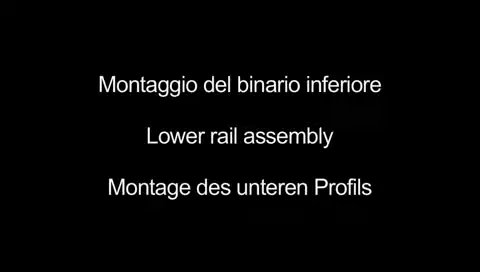 Montaggio del binario inferiore
Lower rail assembly
Montage des unteren Profils